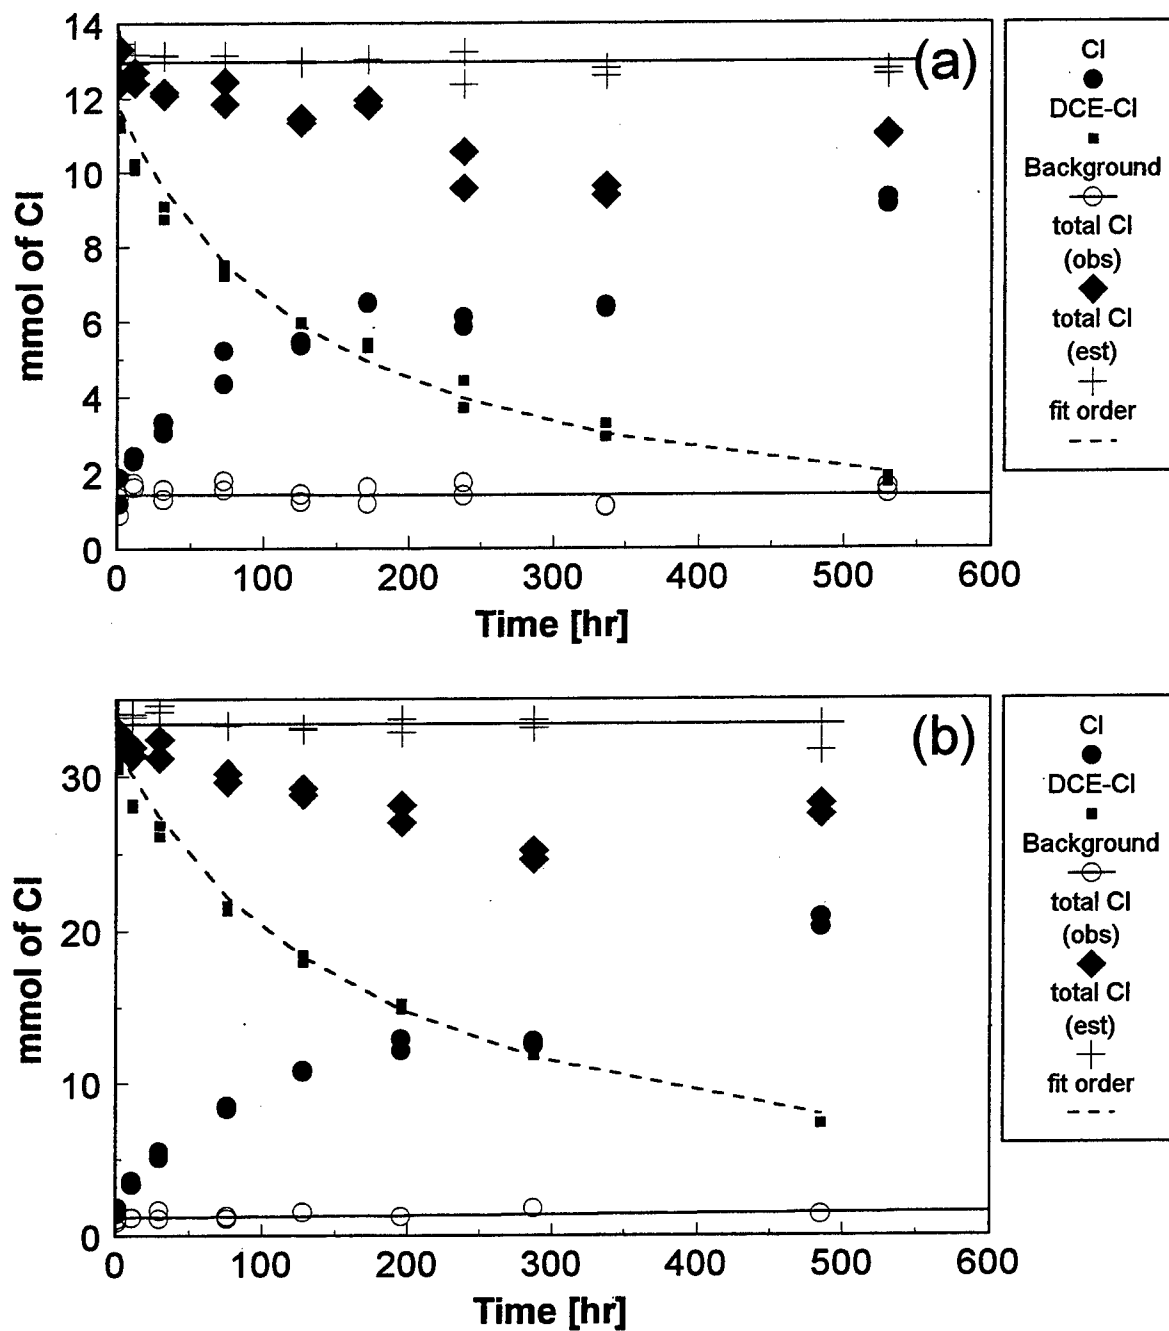 14
12
10
8
6
4
2
0
mmol of Cl
(a)
0 100 200 300 400 500 600
Time [hr]
Cl
DCE-Cl
Background
total Cl
(obs)
total Cl
(est)
fit order
30
20
10
0
mmol of Cl
(b)
0 100 200 300 400 500 600
Time [hr]
Cl
DCE-Cl
Background
total Cl
(obs)
total Cl
(est)
fit order